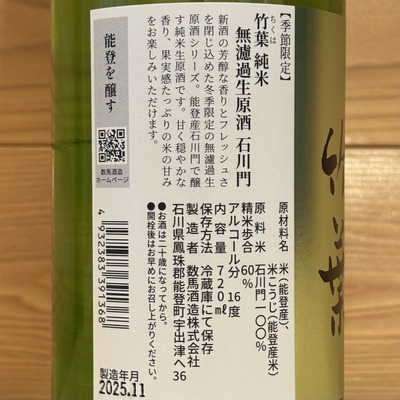 【季節限定】
ちくは
竹葉 純米
無濾過生原酒 石川門
新酒の芳醇な香りとフレッシュさ
を閉じ込めた冬季限定の無濾過生
原酒シリーズ。能登産石川門で醸
す純米生原酒です。甘く穏やかな
香り、果実感たっぷりの米の甘み
をお楽しみいただけます。
能登を醸す
数馬酒造
ホームページ
原材料名 米(能登産)、
米こうじ(能登産米)
原料米 石川門一〇〇%
精米歩合 60%
アルコール分 16度
内容量 720ml
保存方法 冷蔵庫にて保存
製造者 数馬酒造株式会社
石川県鳳珠郡能登町宇出津ヘ36
●お酒は二十歳になってから。
●開栓後はお早めにお召し上がりください。
4932383391368
製造年月
2025.11
竹葉